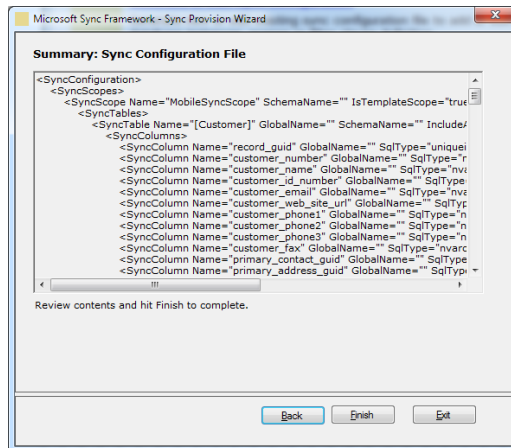 Microsoft Sync Framework - Sync Provision Wizard
Summary: Sync Configuration File
<SyncConfiguration>
<SyncScopes>
<SyncScope Name="MobileSyncScope" SchemaName="" IsTemplateScope="true
<SyncTables>
<SyncTable Name="[Customer]" GlobalName="" SchemaName="" Include
<SyncColumns>
<SyncColumn Name="record_guid" GlobalName="" SqlType="uniquei
<SyncColumn Name="customer_number" GlobalName="" SqlType="n
<SyncColumn Name="customer_name" GlobalName="" SqlType="nvar
<SyncColumn Name="customer_id_number" GlobalName="" SqlType
<SyncColumn Name="customer_email" GlobalName="" SqlType="nva
<SyncColumn Name="customer_web_site_url" GlobalName="" SqlTy
<SyncColumn Name="customer_phone1" GlobalName="" SqlType="n
<SyncColumn Name="customer_phone2" GlobalName="" SqlType="n
<SyncColumn Name="customer_phone3" GlobalName="" SqlType="n
<SyncColumn Name="customer_fax" GlobalName="" SqlType="nvarc
<SyncColumn Name="primary_contact_guid" GlobalName="" SqlTyp
<SyncColumn Name="primary_address_guid" GlobalName="" SqlTyp
Review contents and hit Finish to complete.
Back Finish Exit